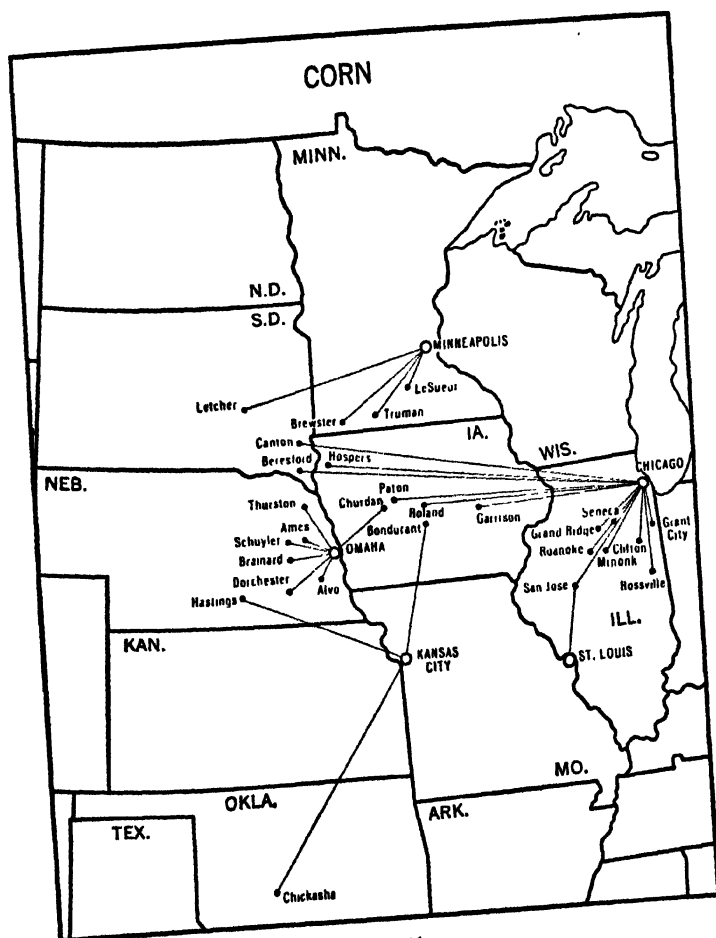 CORN
MINN.
N.D.
S.D.
MINNEAPOLIS
LeSueur
Letcher
Truman
Brewster
IA.
Canton
WIS.
Hospers
Beresford
CHICAGO
NEB.
Paton
Thurston
Churdan
Roland
Seneca
Garrison
Grant
City
Bondurant
Grand Ridge
Ames
Schuyler
OMAHA
Roanoke
Clifton
Minonk
Brainard
Dorchester
Alvo
San Jose
Rossville
Hastings
ILL.
KAN.
KANSAS
CITY
ST. LOUIS
MO.
OKLA.
ARK.
TEX.
Chickasha